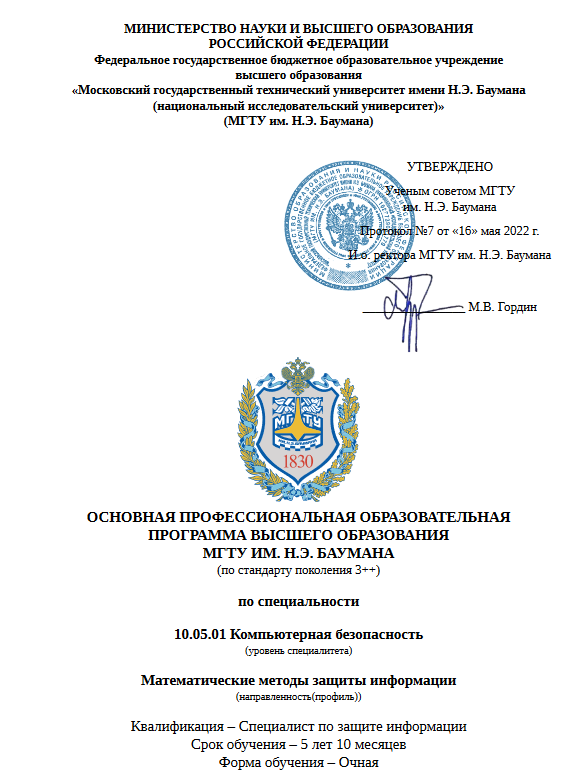 МИНИСТЕРСТВО НАУКИ И ВЫСШЕГО ОБРАЗОВАНИЯ
РОССИЙСКОЙ ФЕДЕРАЦИИ
Федеральное государственное бюджетное образовательное учреждение
высшего образования
«Московский государственный технический университет имени Н.Э. Баумана
(национальный исследовательский университет)»
(МГТУ им. Н.Э. Баумана)
УТВЕРЖДЕНО
Ученым советом МГТУ
им. Н.Э. Баумана
Протокол №7 от «16» мая 2022 г.
И.о. ректора МГТУ им. Н.Э. Баумана
М.В. Гордин
МГТУ
1830
ОСНОВНАЯ ПРОФЕССИОНАЛЬНАЯ ОБРАЗОВАТЕЛЬНАЯ
ПРОГРАММА ВЫСШЕГО ОБРАЗОВАНИЯ
МГТУ ИМ. Н.Э. БАУМАНА
(по стандарту поколения 3++)
по специальности
10.05.01 Компьютерная безопасность
(уровень специалитета)
Математические методы защиты информации
(направленность(профиль))
Квалификация – Специалист по защите информации
Срок обучения – 5 лет 10 месяцев
Форма обучения – Очная